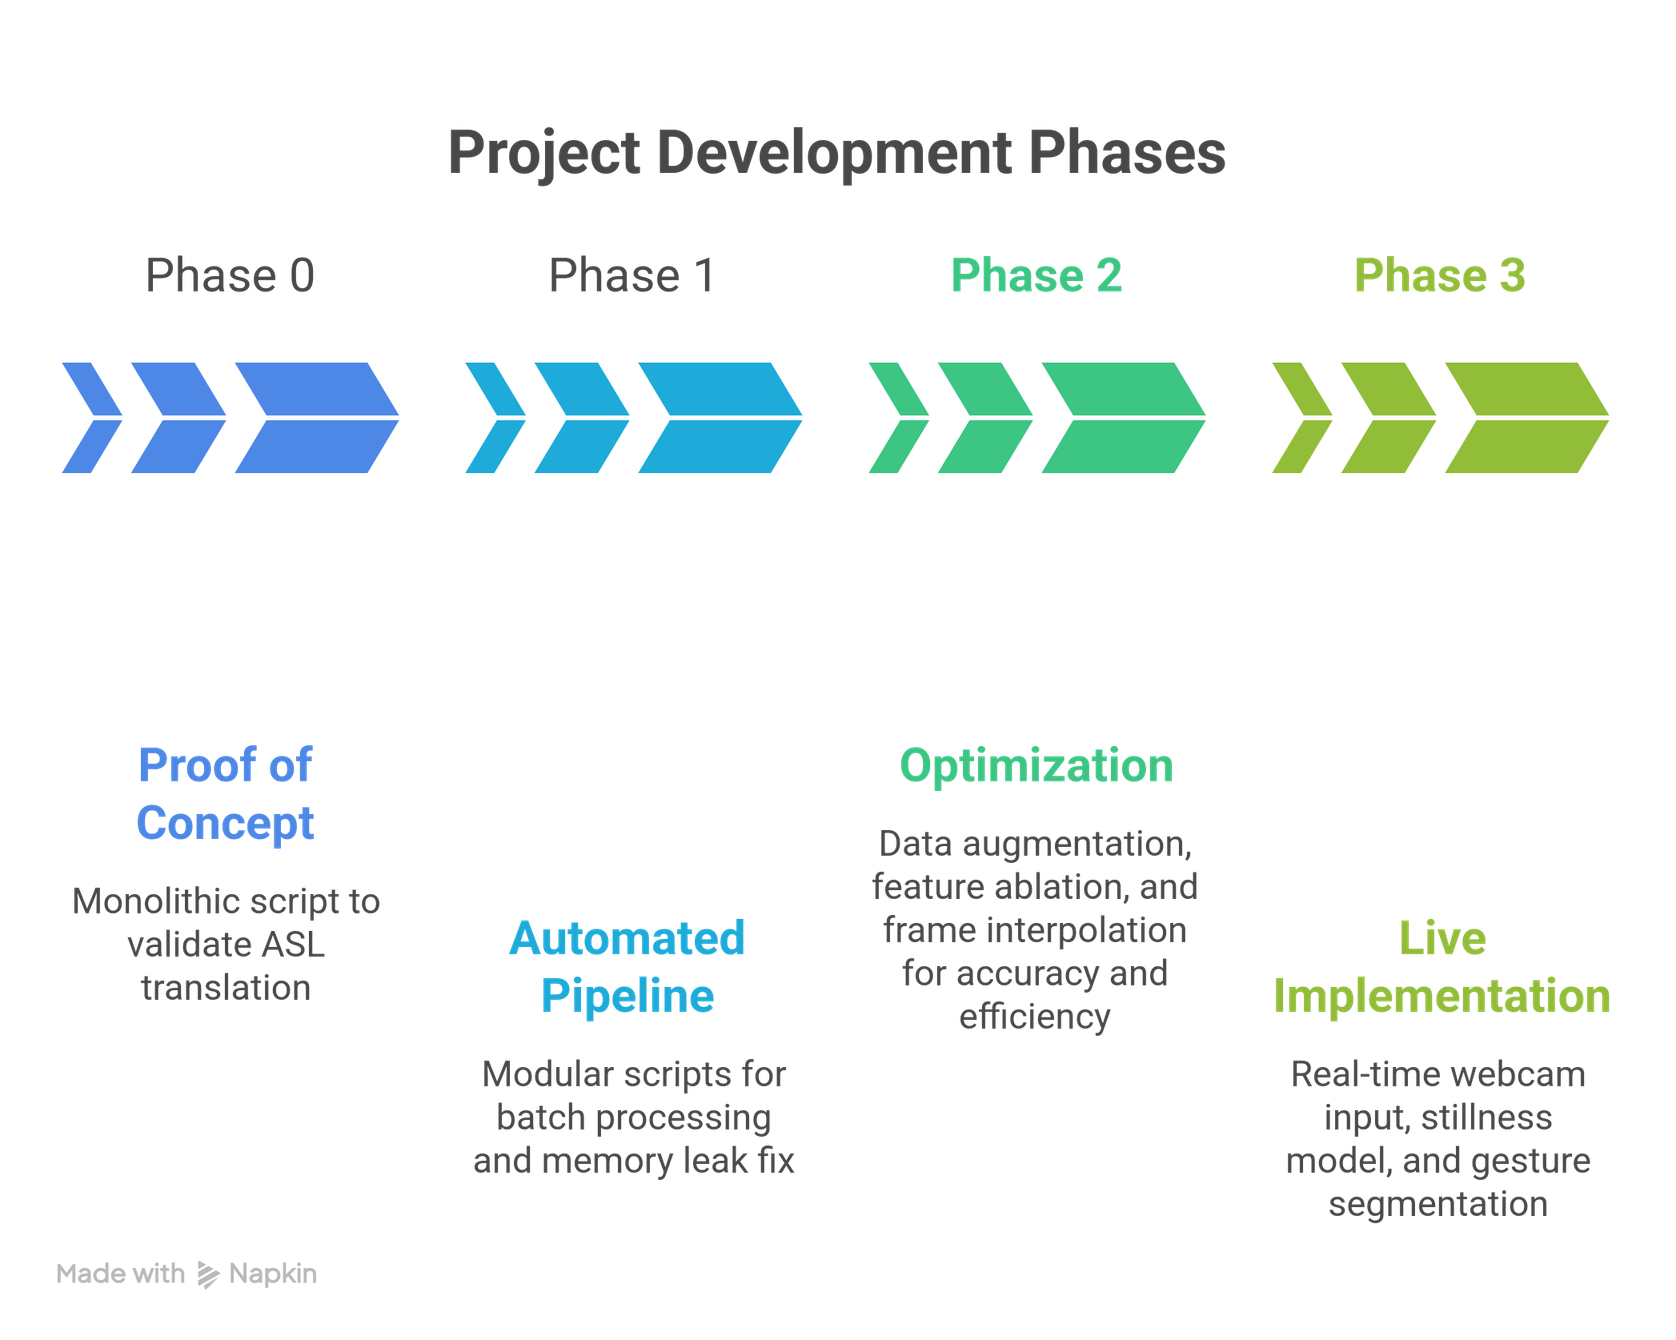 Project Development Phases
Phase 0
Phase 1
Phase 2
Phase 3
Proof of
Concept
Monolithic script to
validate ASL
translation
Automated
Pipeline
Modular scripts for
batch processing
and memory leak fix
Optimization
Data augmentation,
feature ablation, and
frame interpolation
for accuracy and
efficiency
Live
Implementation
Real-time webcam
input, stillness
model, and gesture
segmentation
Made with Napkin